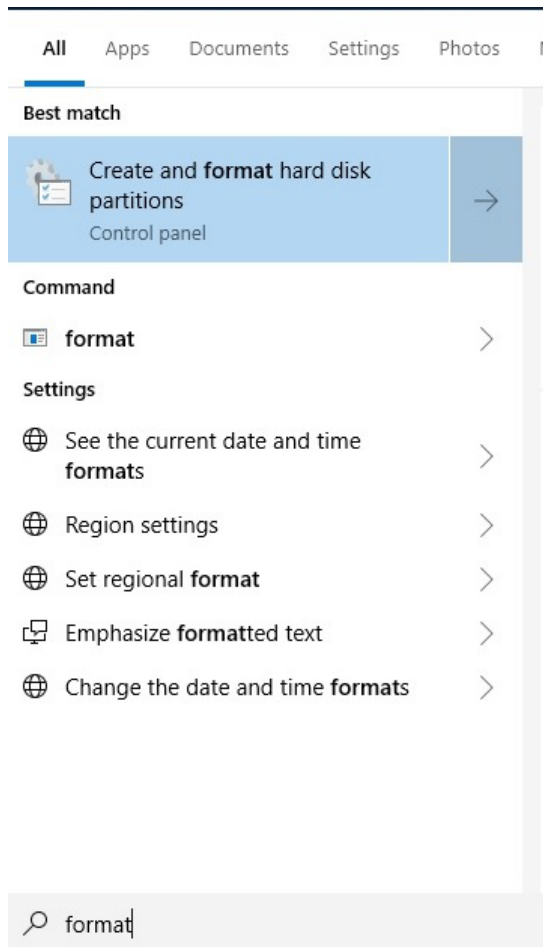 All Apps Documents Settings Photos
Best match
Create and format hard disk
partitions
Control panel
Command
format
Settings
See the current date and time
formats
Region settings
Set regional format
Emphasize formatted text
Change the date and time formats
format